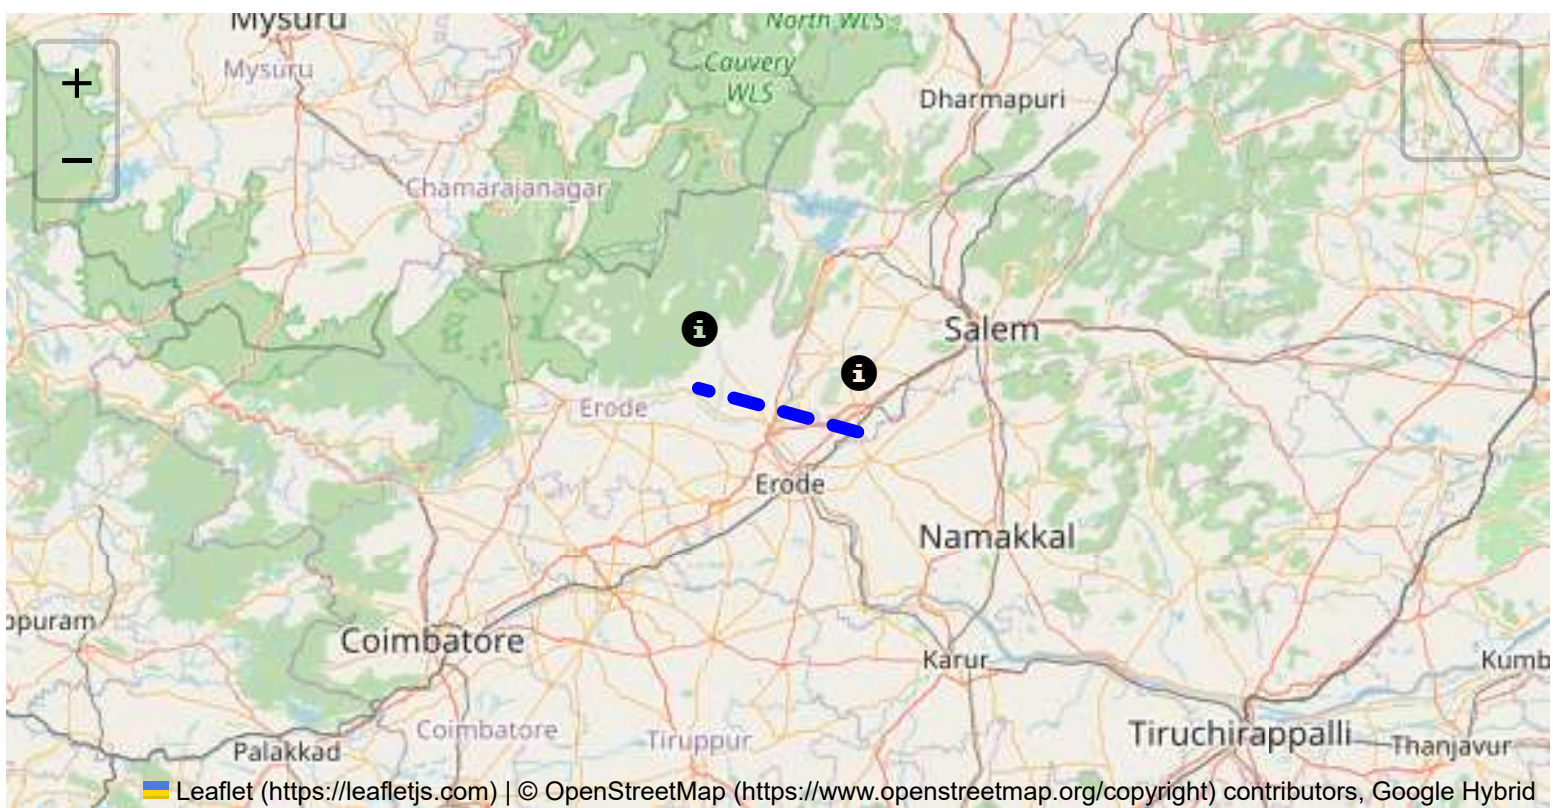 Mysuru
North WLS
Mysuru
Cauvery
WLS
Dharmapuri
+
−
Chamarajanagar
i
Salem
i
Erode
Erode
Namakkal
Coimbatore
Karur
Coimbatore
Tiruppur
Tiruchirappalli
Thanjavur
Palakkad
Leaflet (https://leafletjs.com) | © OpenStreetMap (https://www.openstreetmap.org/copyright) contributors, Google Hybrid